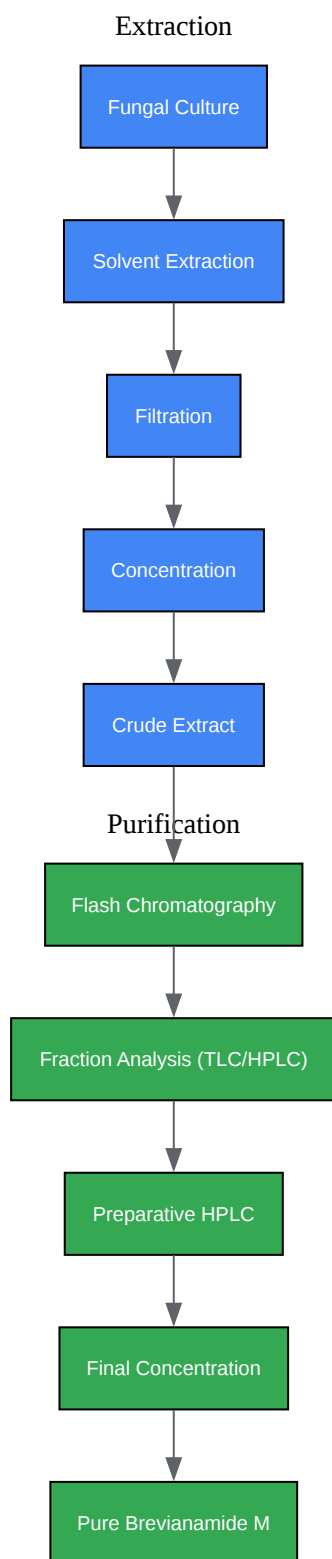 Extraction
Fungal Culture
Solvent Extraction
Filtration
Concentration
Crude Extract
Purification
Flash Chromatography
Fraction Analysis (TLC/HPLC)
Preparative HPLC
Final Concentration
Pure Brevianamide M